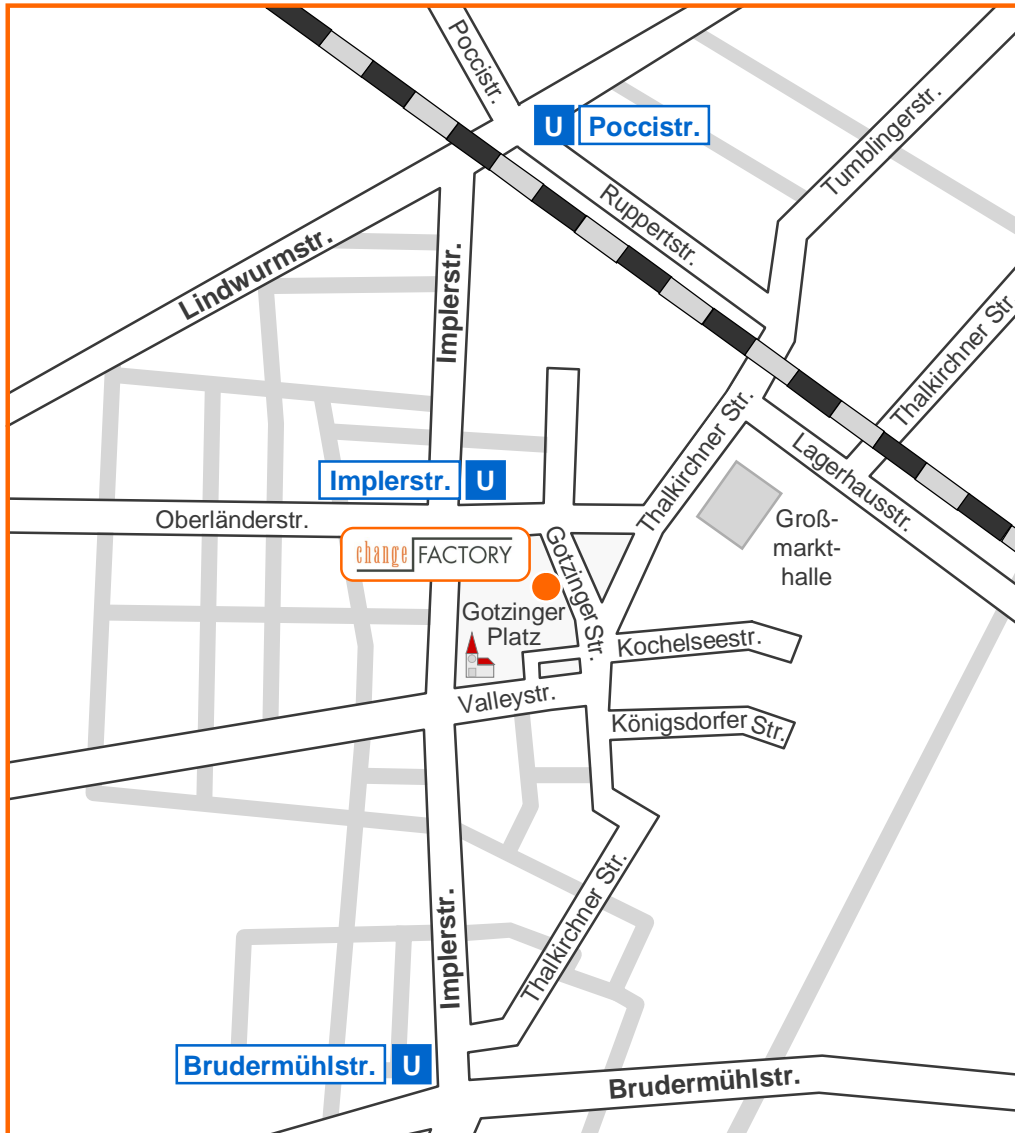 Poccistr.
U Poccistr.
Tumblingerstr.
Ruppertstr.
Lindwurmstr.
Implerstr.
Thalkirchner Str
Thalkirchner Str.
Lagerhausstr.
Implerstr. U
Oberländerstr.
Groß-
markt-
halle
change FACTORY
Gotzinger Str.
Gotzinger
Platz
Kochelseestr.
Valleystr.
Königsdorfer Str.
Thalkirchner Str.
Implerstr.
Brudermühlstr. U
Brudermühlstr.